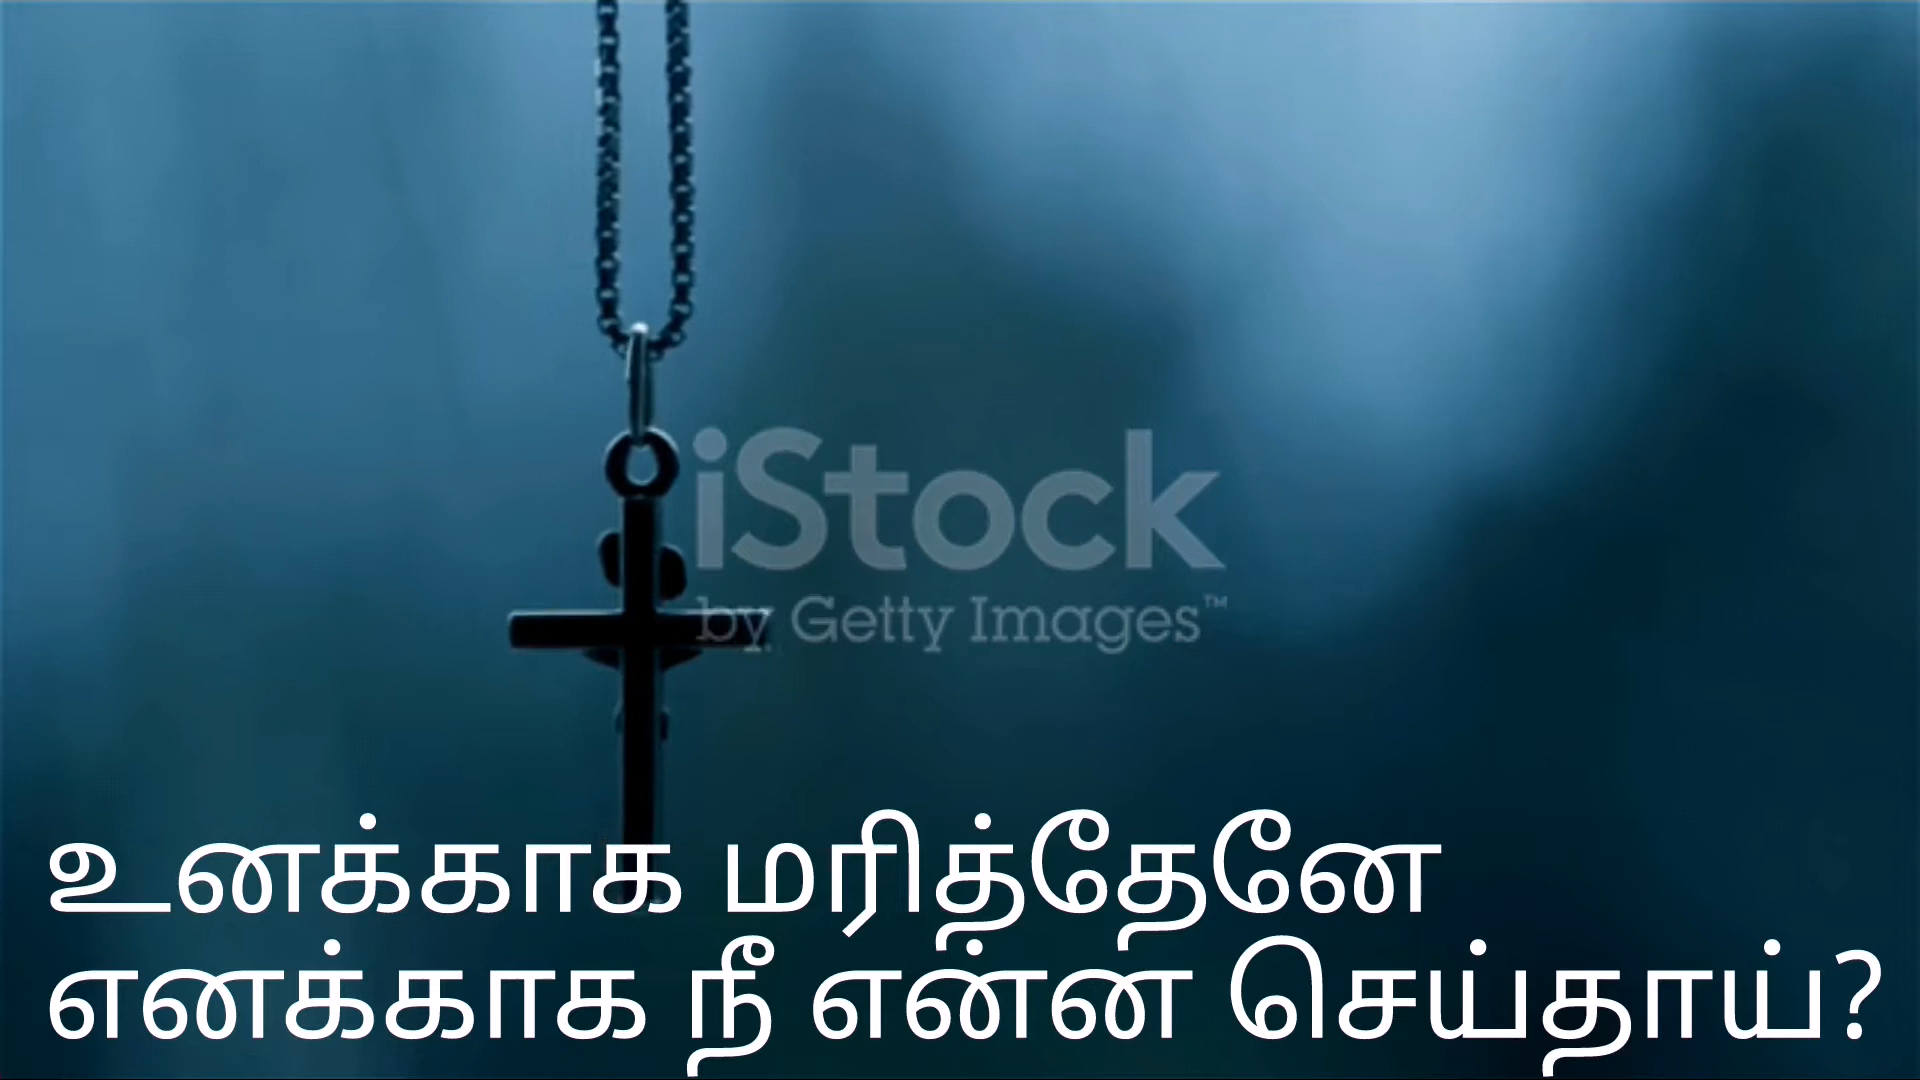 iStock
by Getty Images™
உனக்காக மரித்தேனே
எனக்காக நீ என்ன செய்தாய்?